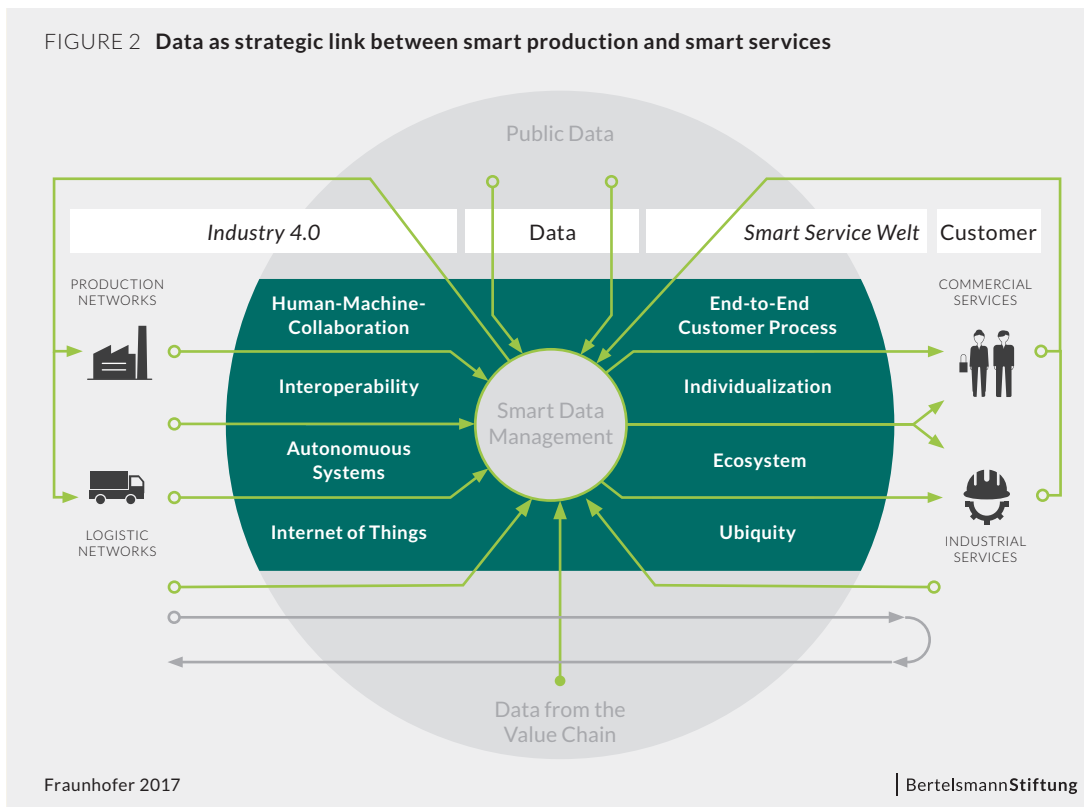 FIGURE 2 Data as strategic link between smart production and smart services
Public Data
Industry 4.0
Data
Smart Service Welt
Customer
PRODUCTION
NETWORKS
Human-Machine-
Collaboration
End-to-End
Customer Process
COMMERCIAL
SERVICES
Interoperability
Smart Data
Management
Individualization
Autonomuous
Systems
Ecosystem
LOGISTIC
NETWORKS
Internet of Things
Ubiquity
INDUSTRIAL
SERVICES
Data from the
Value Chain
Fraunhofer 2017
BertelsmannStiftung